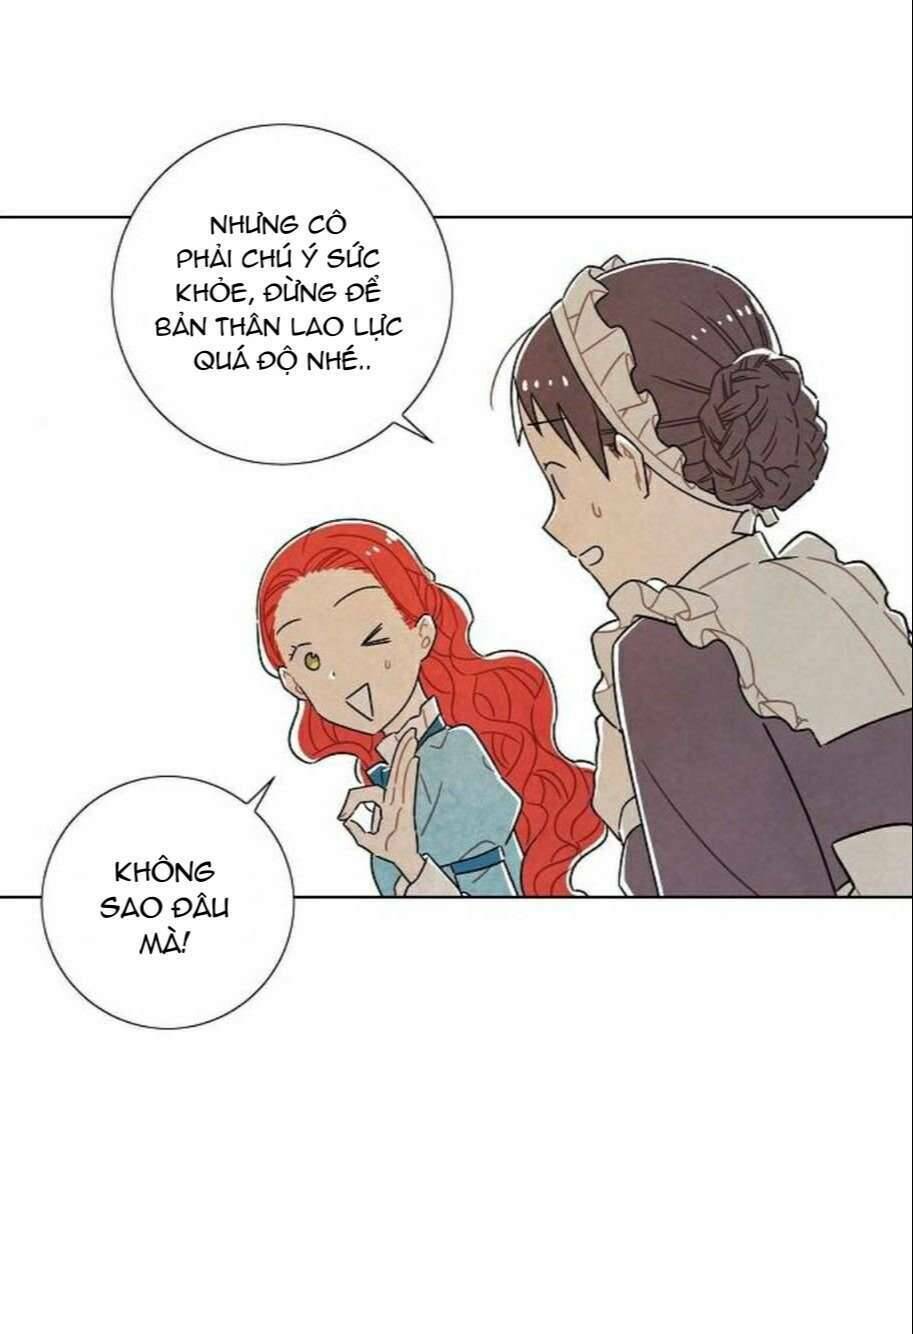 NHƯNG CÔ
PHẢI CHÚ Ý SỨC
KHỎE, ĐỪNG ĐỂ
BẢN THÂN LAO LỰC
QUÁ ĐỘ NHÉ..
KHÔNG
SAO ĐÂU
MÀ!